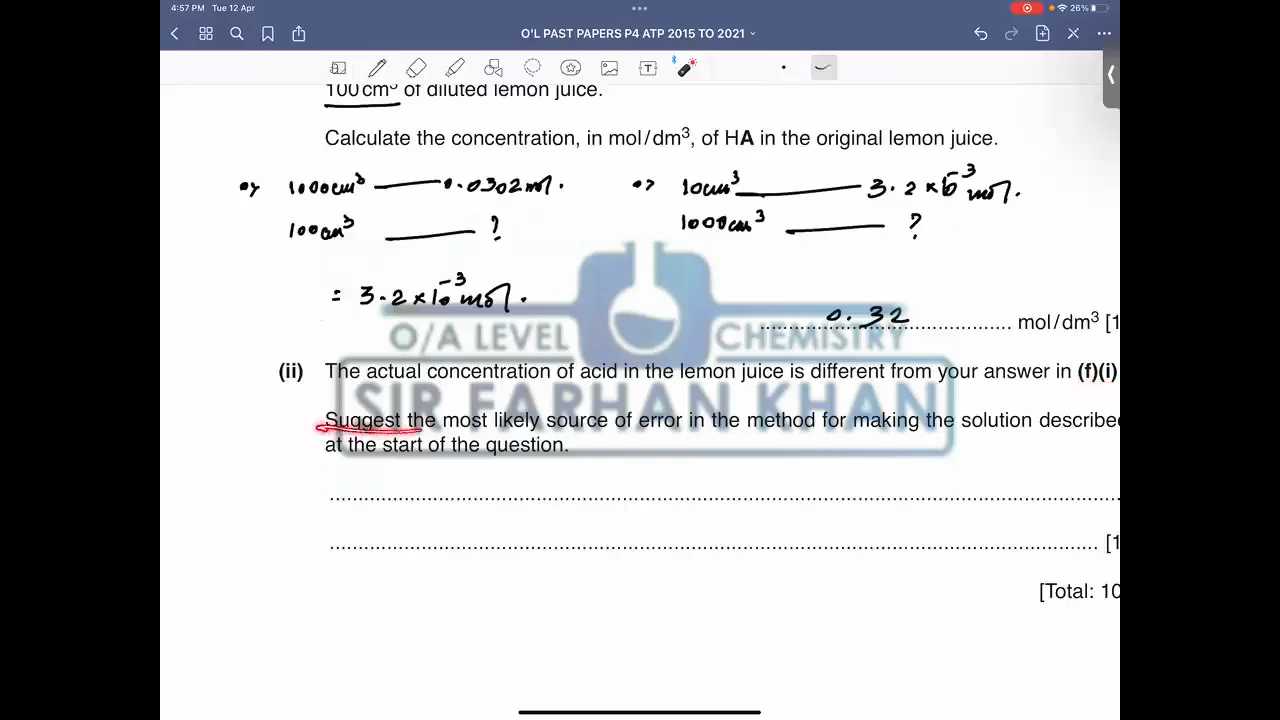 4:57 PM Tue 12 Apr
26%
O'L PAST PAPERS P4 ATP 2015 TO 2021
100 cm³ of diluted lemon juice.
Calculate the concentration, in mol/dm³, of HA in the original lemon juice.
=> 1000cm³ — 0.0302mol. => 10cm³ — 3.2 × 10⁻³ mol.
100cm³ — ? 1000cm³ — ?
= 3.2 × 10⁻³ mol.
0.32 mol/dm³ [1
O/A LEVEL CHEMISTRY
(ii) The actual concentration of acid in the lemon juice is different from your answer in (f)(i)
SIR FARHAN KHAN
Suggest the most likely source of error in the method for making the solution described
at the start of the question.
[1
[Total: 10